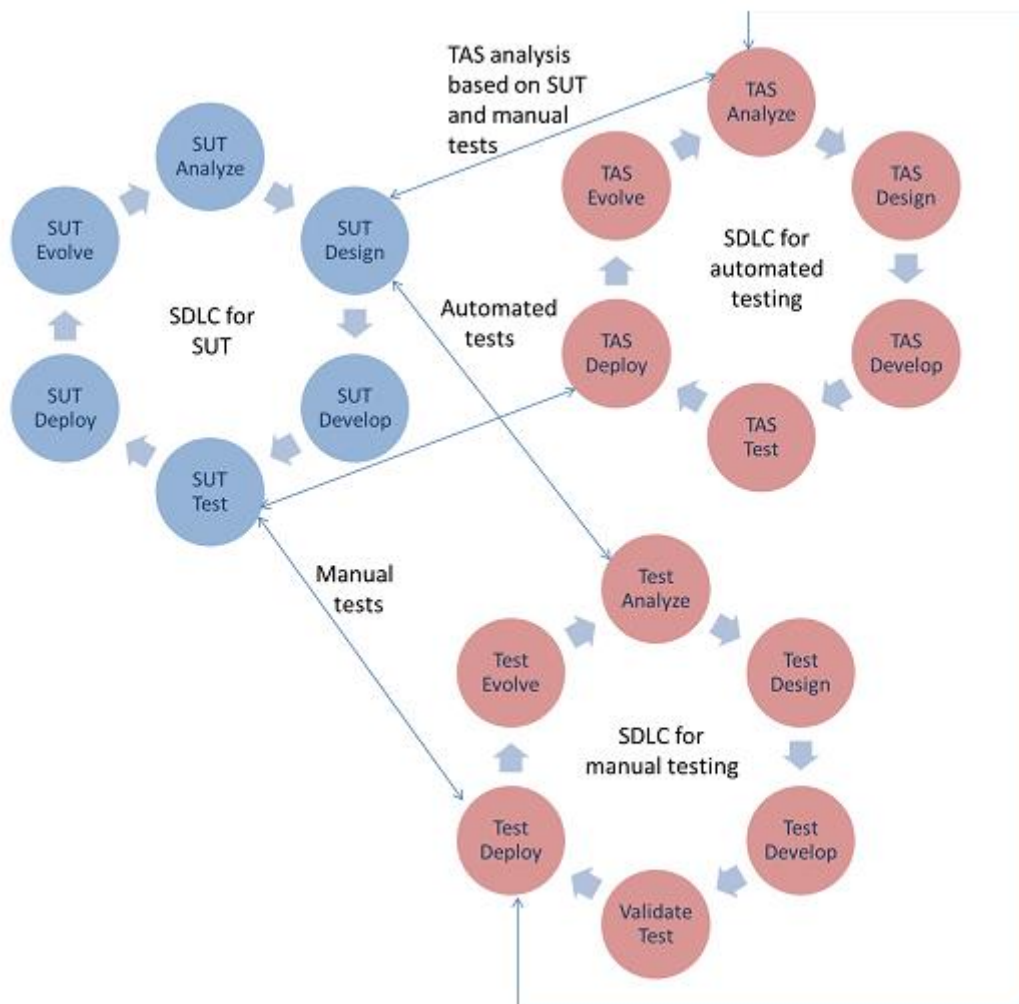 TAS analysis
based on SUT
and manual
tests
TAS
Analyze
SUT
Analyze
TAS
Evolve
TAS
Design
SUT
Evolve
SUT
Design
SDLC for
automated
testing
SDLC for
SUT
Automated
tests
TAS
Deploy
TAS
Develop
SUT
Deploy
SUT
Develop
TAS
Test
SUT
Test
Manual
tests
Test
Analyze
Test
Evolve
Test
Design
SDLC for
manual testing
Test
Deploy
Test
Develop
Validate
Test